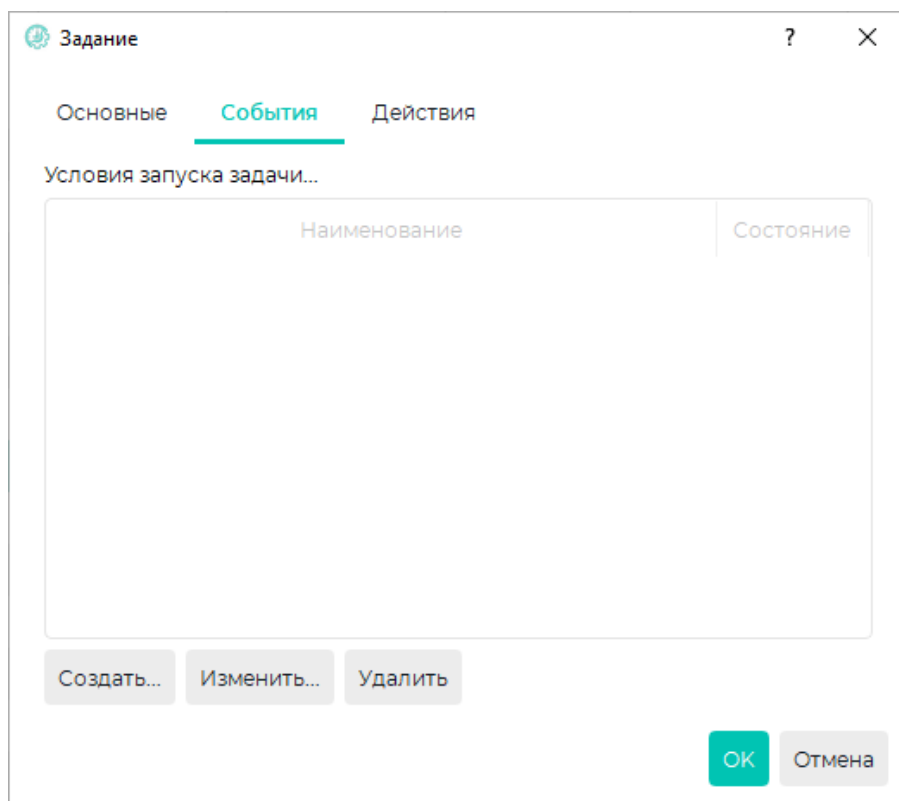 Задание ?
Основные События Действия
Условия запуска задачи...
Наименование Состояние
Создать... Изменить... Удалить
OK Отмена